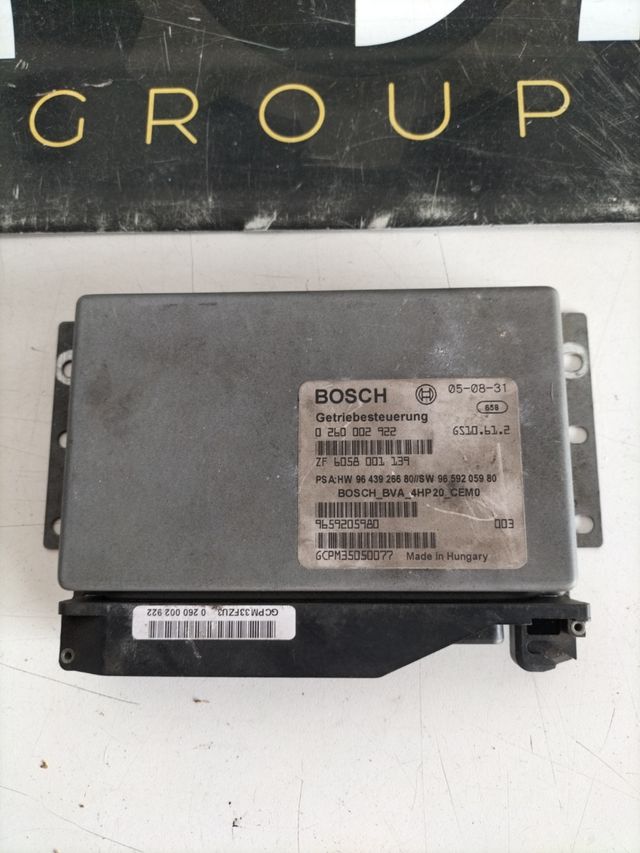 GROUP
BOSCH 05-08-31
Getriebesteuerung 658
0 260 002 922 GS10.61.2
ZF 6058 001 139
PSA:HW 96 439 266 80//SW 96 592 059 80
BOSCH_BVA_4HP20_CEM0
9659205980 003
GCPM35050077 Made in Hungary
GCPM33FZU3 0 260 002 922